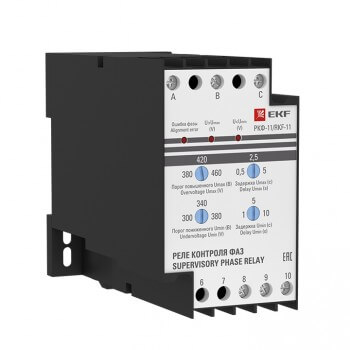 A B C
EKF
РКФ-11/RKF-11
Ошибка фазы U>Umax U<Umin
Alignment error (V) (V)
420 2,5
380 460 0,5 5
Порог повышенного Umax (В) Задержка Umax (с)
Overvoltage Umax (V) Delay Umax (s)
340 5
300 380 1 10
Порог пониженного Umin (В) Задержка Umin (с)
Undervoltage Umin (V) Delay Umin (s)
РЕЛЕ КОНТРОЛЯ ФАЗ
SUPERVISORY PHASE RELAY
EAC
6 7 8 9 10